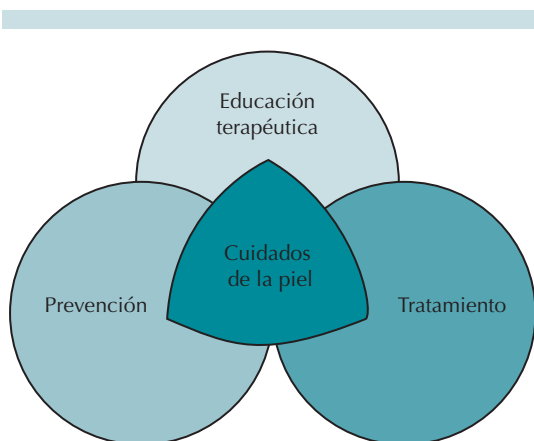 Educación
terapéutica
Cuidados
de la piel
Prevención
Tratamiento